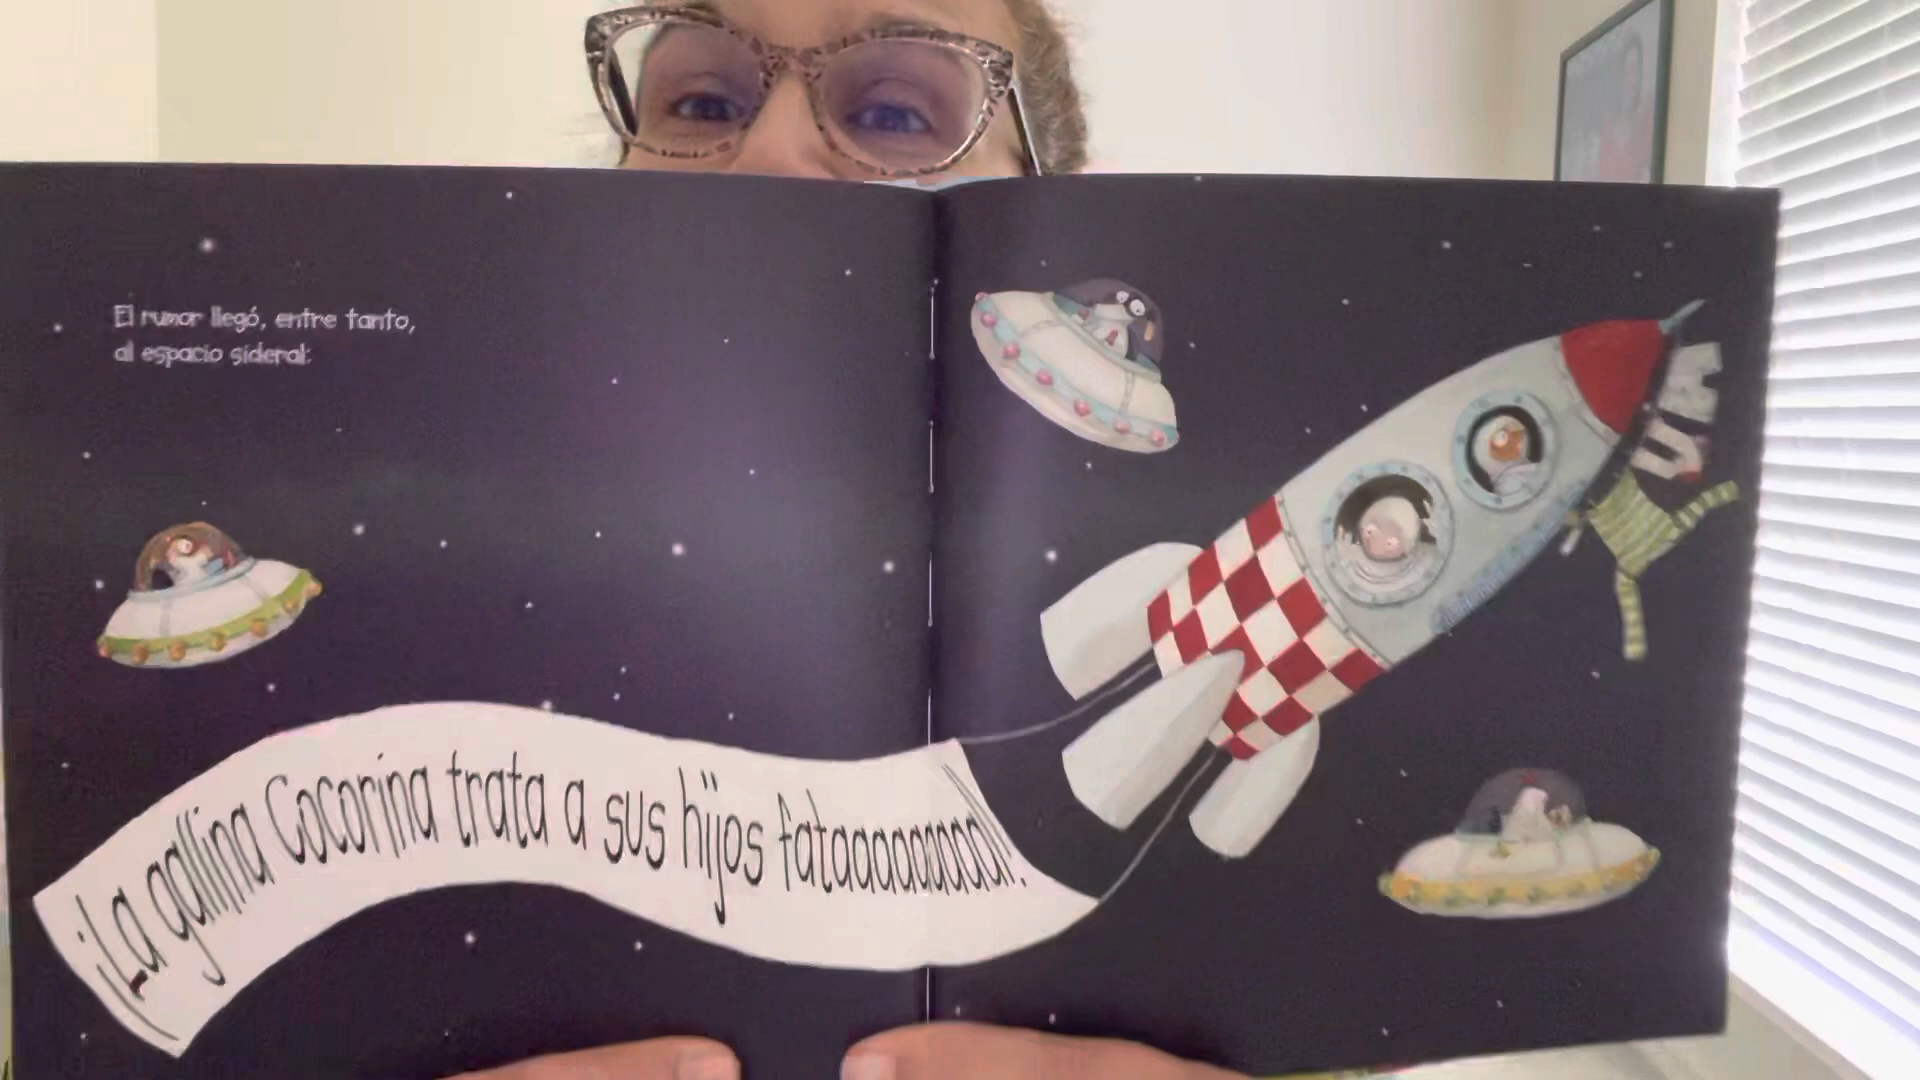 El rumor llegó, entre tanto,
al espacio sideral:
¡La gallina Cocorina trata a sus hijos fataaaaaaaaal!